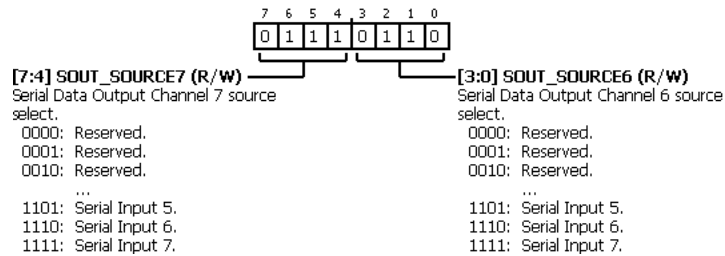 7 6 5 4 3 2 1 0
0 1 1 1 0 1 1 0
[7:4] SOUT_SOURCE7 (R/W)
Serial Data Output Channel 7 source
select.
0000: Reserved.
0001: Reserved.
0010: Reserved.
...
1101: Serial Input 5.
1110: Serial Input 6.
1111: Serial Input 7.
[3:0] SOUT_SOURCE6 (R/W)
Serial Data Output Channel 6 source
select.
0000: Reserved.
0001: Reserved.
0010: Reserved.
...
1101: Serial Input 5.
1110: Serial Input 6.
1111: Serial Input 7.